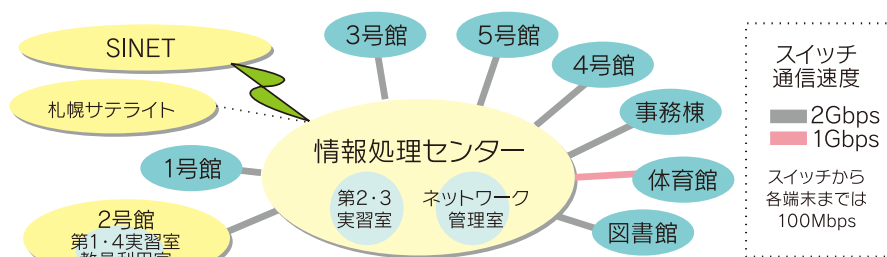 SINET
札幌サテライト
3号館
5号館
4号館
事務棟
体育館
図書館
1号館
2号館
第1・4実習室
情報処理センター
第2・3
実習室
ネットワーク
管理室
スイッチ
通信速度
2Gbps
1Gbps
スイッチから
各端末までは
100Mbps